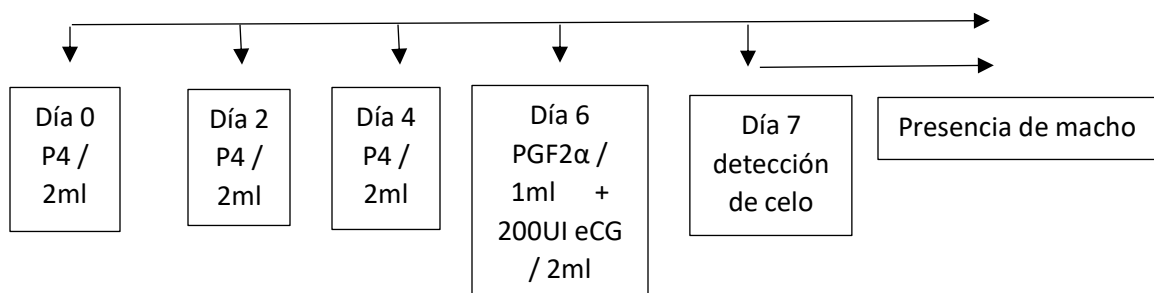 Día 0
P4 /
2ml
Día 2
P4 /
2ml
Día 4
P4 /
2ml
Día 6
PGF2α /
1ml +
200UI eCG
/ 2ml
Día 7
detección
de celo
Presencia de macho